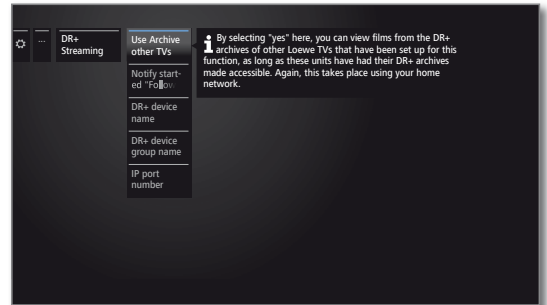 ...
DR+
Streaming
Use Archive
other TVs
Notify start-
ed "Follow
DR+ device
name
DR+ device
group name
IP port
number
i By selecting "yes" here, you can view films from the DR+
archives of other Loewe TVs that have been set up for this
function, as long as these units have had their DR+ archives
made accessible. Again, this takes place using your home
network.